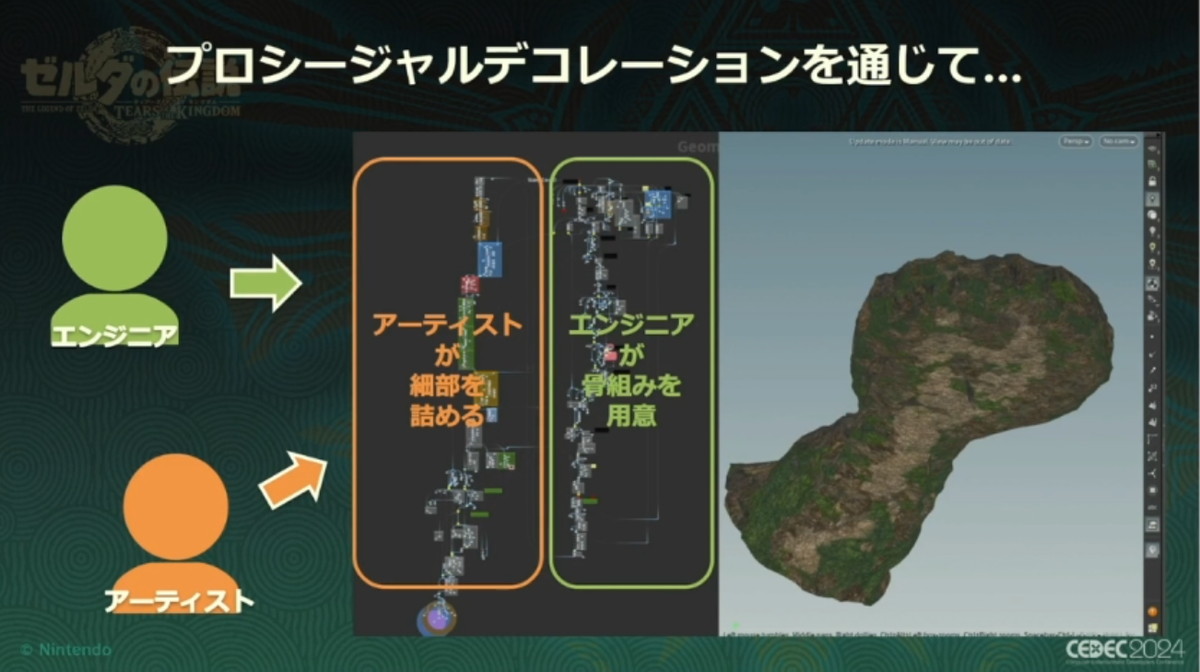 プロシージャルデコレーションを通じて...
ゼルダの伝説
THE LEGEND OF
TEARS OF THE KINGDOM
Geom
Update mode is Manual. View may be out of date
Persp
No cam
エンジニア
アーティスト
が
細部を
詰める
エンジニア
が
骨組みを
用意
アーティスト
© Nintendo
CEDEC2024